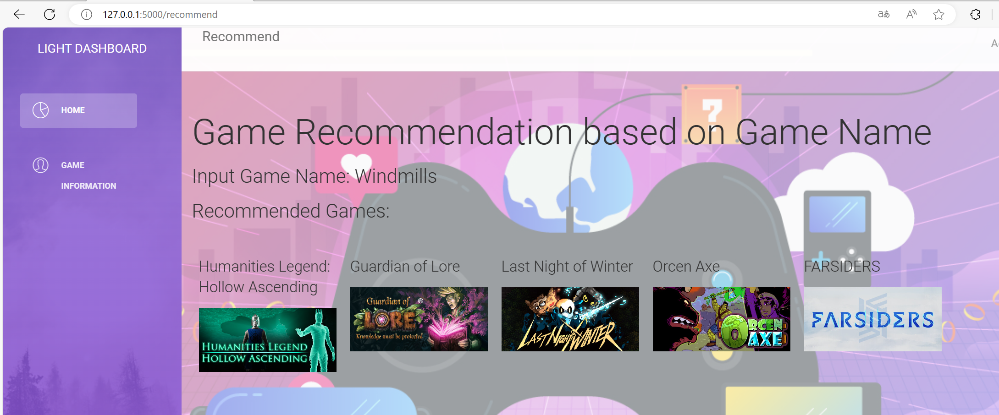 127.0.0.1:5000/recommend
LIGHT DASHBOARD
HOME
GAME
INFORMATION
Recommend
Game Recommendation based on Game Name
Input Game Name: Windmills
Recommended Games:
Humanities Legend:
Hollow Ascending
HUMANITIES LEGEND
HOLLOW ASCENDING
Guardian of Lore
Guardian of ®
LORE
Knowledge must be protected
Last Night of Winter
LAST NIGHT OF WINTER
Orcen Axe
ORCEN
AXE
FARSIDERS
FARSIDERS